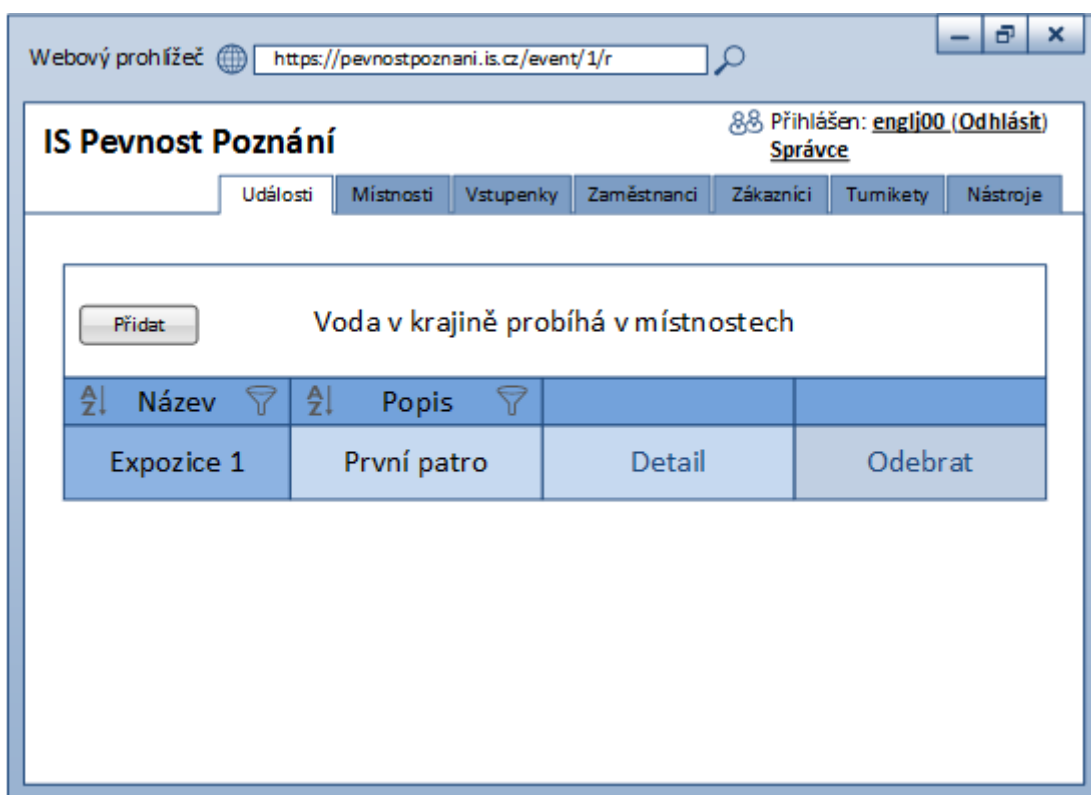 Webový prohlížeč https://pevnostpoznani.is.cz/event/1/r
IS Pevnost Poznání
Přihlášen: englj00 (Odhlásit)
Správce
Události Místnosti Vstupenky Zaměstnanci Zákazníci Turnikety Nástroje
Přidat Voda v krajině probíhá v místnostech
Název Popis
Expozice 1 První patro Detail Odebrat